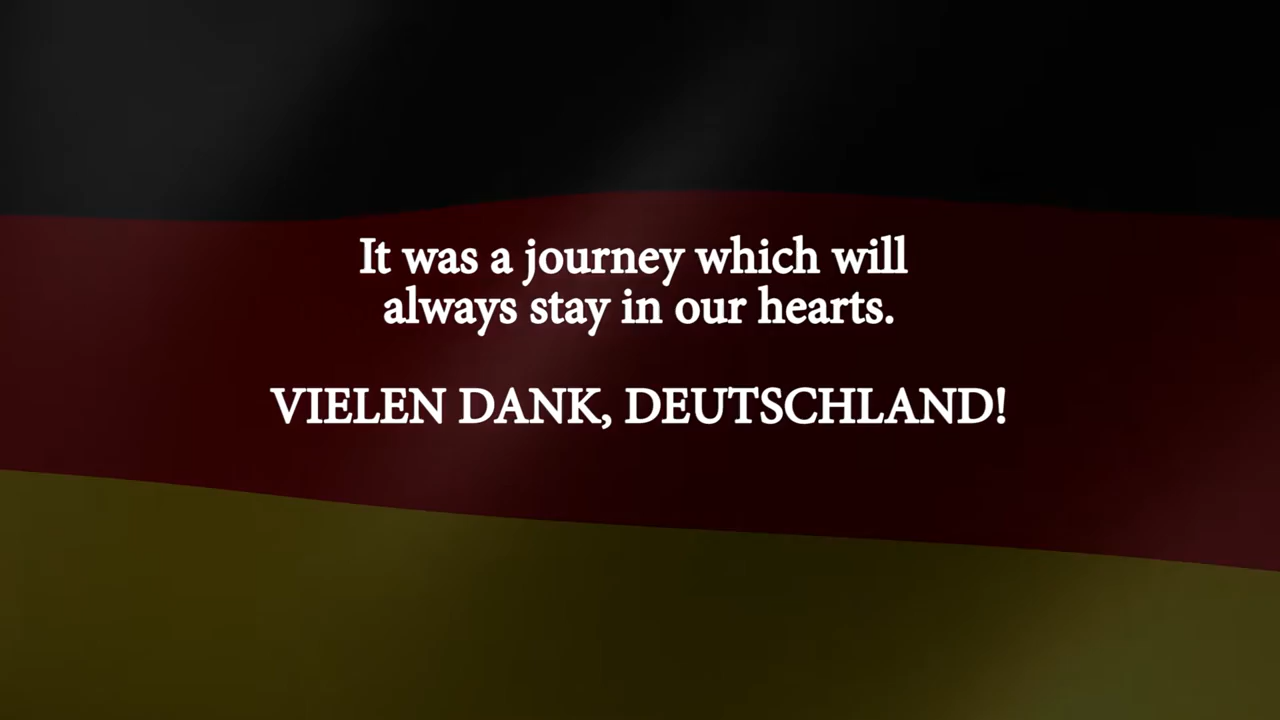 It was a journey which will
always stay in our hearts.
VIELEN DANK, DEUTSCHLAND!